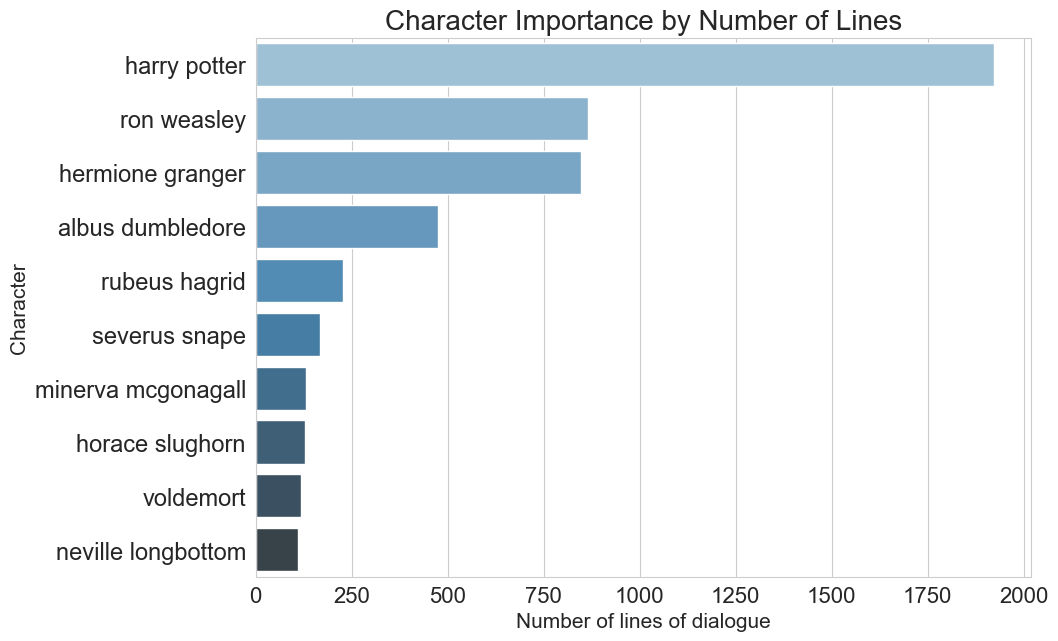 Character Importance by Number of Lines
Character
harry potter
ron weasley
hermione granger
albus dumbledore
rubeus hagrid
severus snape
minerva mcgonagall
horace slughorn
voldemort
neville longbottom
0 250 500 750 1000 1250 1500 1750 2000
Number of lines of dialogue